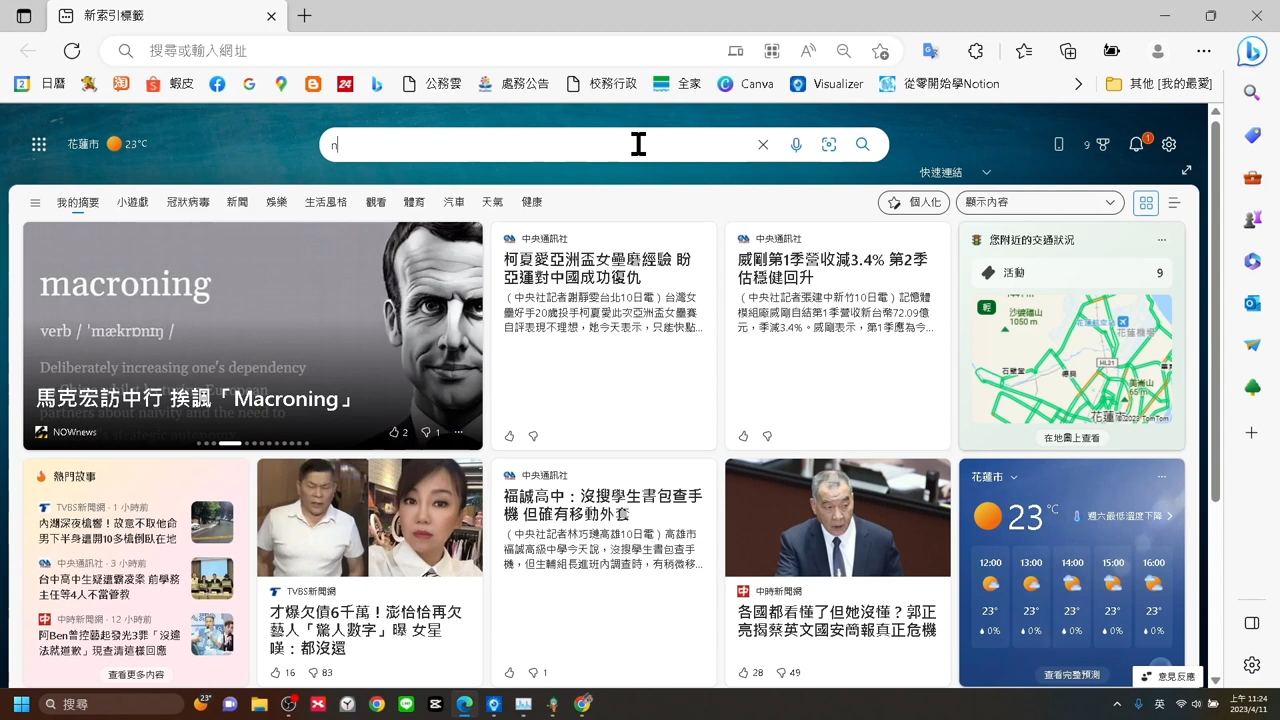 新索引標籤
搜尋或輸入網址
日曆
蝦皮
公務雲
處務公告
校務行政
全家
Canva
Visualizer
從零開始學Notion
其他 [我的最愛]
花蓮市 23°C
n
9
1
快速連結
我的摘要 小遊戲 冠狀病毒 新聞 娛樂 生活風格 觀看 體育 汽車 天氣 健康
個人化
顯示內容
macroning
verb / 'mækrɒnɪŋ /
Deliberately increasing one's dependency
馬克宏訪中行 挨諷「Macroning」
NOWnews
2 1
中央通訊社
柯夏愛亞洲盃女壘磨經驗 盼
亞運對中國成功復仇
（中央社記者謝靜雯台北10日電）台灣女
壘好手20歲投手柯夏愛此次亞洲盃女壘賽
自評表現不理想，她今天表示，只能快點...
中央通訊社
威剛第1季營收減3.4% 第2季
估穩健回升
（中央社記者張建中新竹10日電）記憶體
模組廠威剛自結第1季營收新台幣72.09億
元，季減3.4%。威剛表示，第1季應為今...
您附近的交通狀況
活動 9
輕
1050 m
HL21
65 m
© 2023 TomTom
在地圖上查看
熱門故事
TVBS新聞網 · 1 小時前
內湖深夜槍響！故意不取他命
男下半身遭開10多槍倒臥在地
中央通訊社 · 3 小時前
台中高中生疑遭霸凌案 前學務
主任等4人不當管教
中時新聞網 · 12 小時前
阿Ben曾控藝起發光3罪「沒違
法就道歉」現查清這樣回應
查看更多內容
TVBS新聞網
才爆欠債6千萬！澎恰恰再欠
藝人「驚人數字」曝 女星
嘆：都沒還
16 83
中央通訊社
福誠高中：沒搜學生書包查手
機 但確有移動外套
（中央社記者林巧璉高雄10日電）高雄市
福誠高級中學今天說，沒搜學生書包查手
機，但生輔組長進班內調查時，有稍微移...
1
中時新聞網
各國都看懂了但她沒懂？郭正
亮揭蔡英文國安簡報真正危機
28 49
花蓮市
23°C
週六最低溫度下降
12:00 13:00 14:00 15:00 16:00
23° 23° 23° 23° 23°
0% 0% 0% 0% 0%
查看完整預測
意見反應
搜尋
23°
英
上午 11:24
2023/4/11